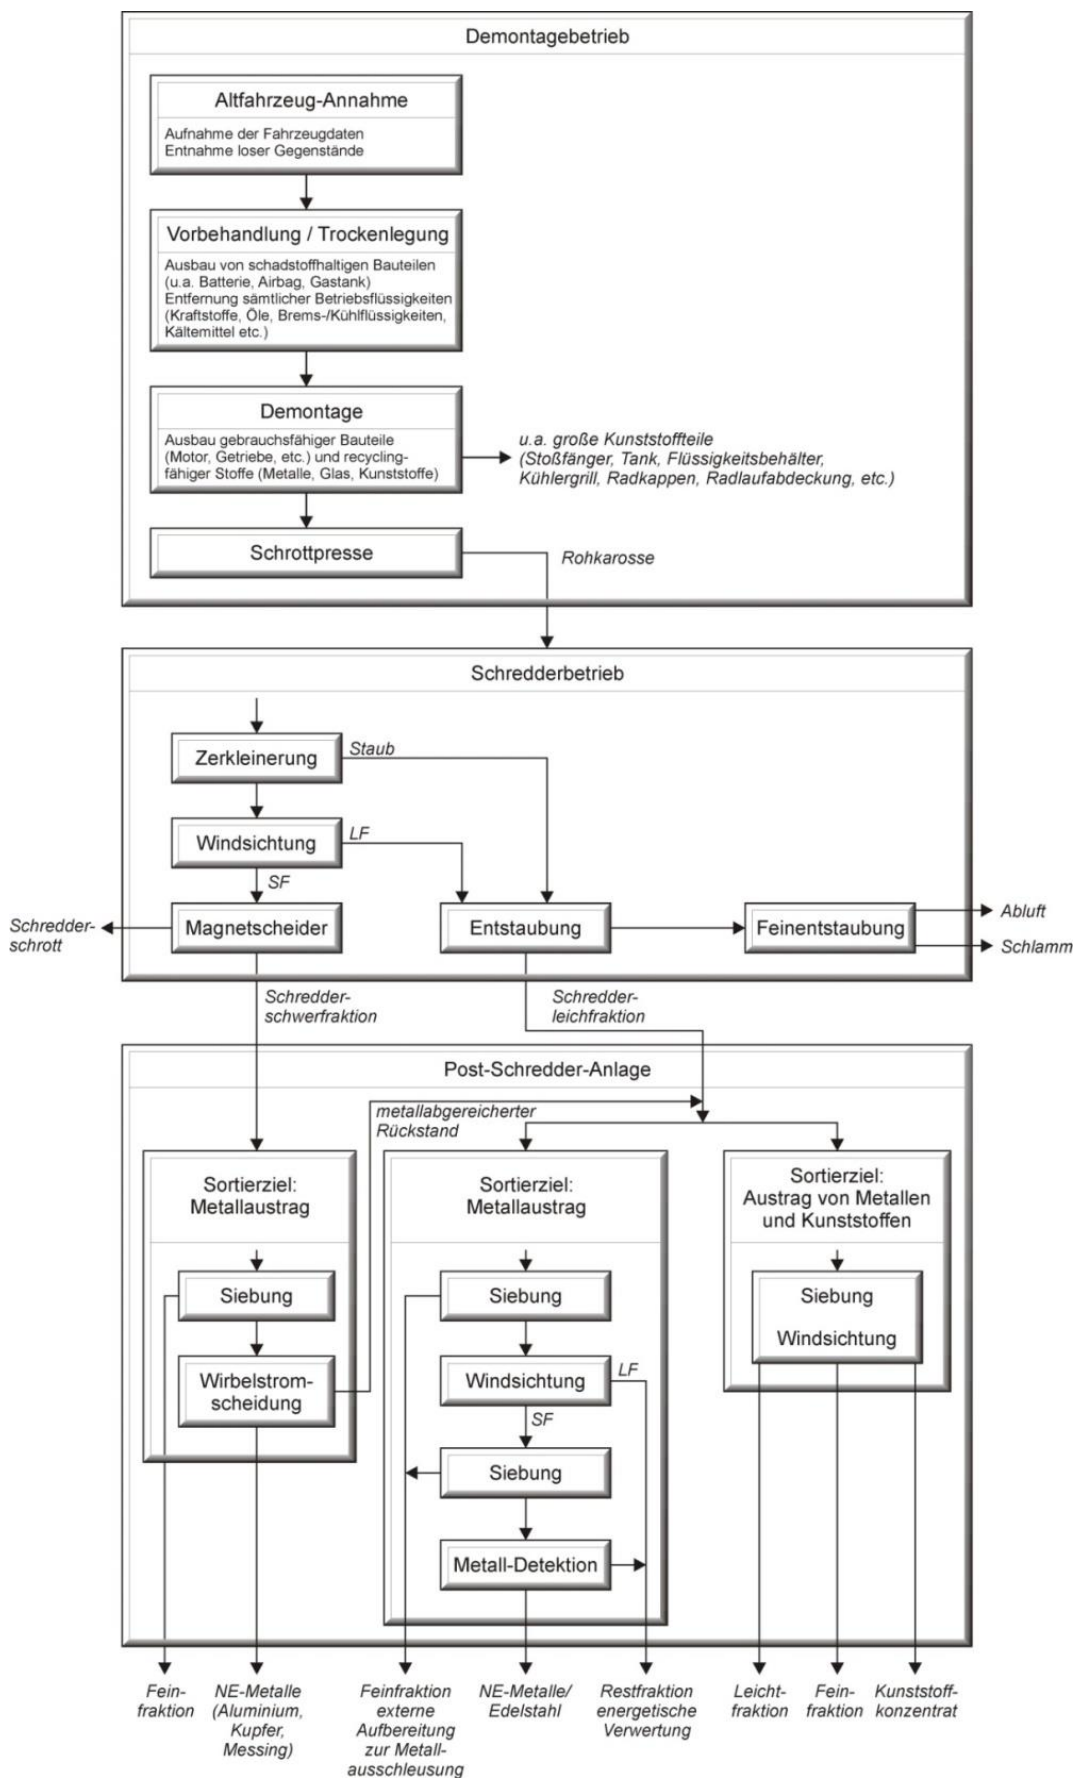 Demontagebetrieb
Altfahrzeug-Annahme
Aufnahme der Fahrzeugdaten
Entnahme loser Gegenstände
Vorbehandlung / Trockenlegung
Ausbau von schadstoffhaltigen Bauteilen
(u.a. Batterie, Airbag, Gastank)
Entfernung sämtlicher Betriebsflüssigkeiten
(Kraftstoffe, Öle, Brems-/Kühlflüssigkeiten,
Kältemittel etc.)
Demontage
Ausbau gebrauchsfähiger Bauteile
(Motor, Getriebe, etc.) und recycling-
fähiger Stoffe (Metalle, Glas, Kunststoffe)
u.a. große Kunststoffteile
(Stoßfänger, Tank, Flüssigkeitsbehälter,
Kühlergrill, Radkappen, Radlaufabdeckung, etc.)
Schrottpresse
Rohkarosse
Schredderbetrieb
Zerkleinerung
Staub
Windsichtung
LF
SF
Schredder-
schrott
Magnetscheider
Entstaubung
Feinentstaubung
Abluft
Schlamm
Schredder-
schwerfraktion
Schredder-
leichfraktion
Post-Schredder-Anlage
metallabgereicherter
Rückstand
Sortierziel:
Metallaustrag
Siebung
Wirbelstrom-
scheidung
Sortierziel:
Metallaustrag
Siebung
Windsichtung
LF
SF
Siebung
Metall-Detektion
Sortierziel:
Austrag von Metallen
und Kunststoffen
Siebung
Windsichtung
Fein-
fraktion
NE-Metalle
(Aluminium,
Kupfer,
Messing)
Feinfraktion
externe
Aufbereitung
zur Metall-
ausschleusung
NE-Metalle/
Edelstahl
Restfraktion
energetische
Verwertung
Leicht-
fraktion
Fein-
fraktion
Kunststoff-
konzentrat